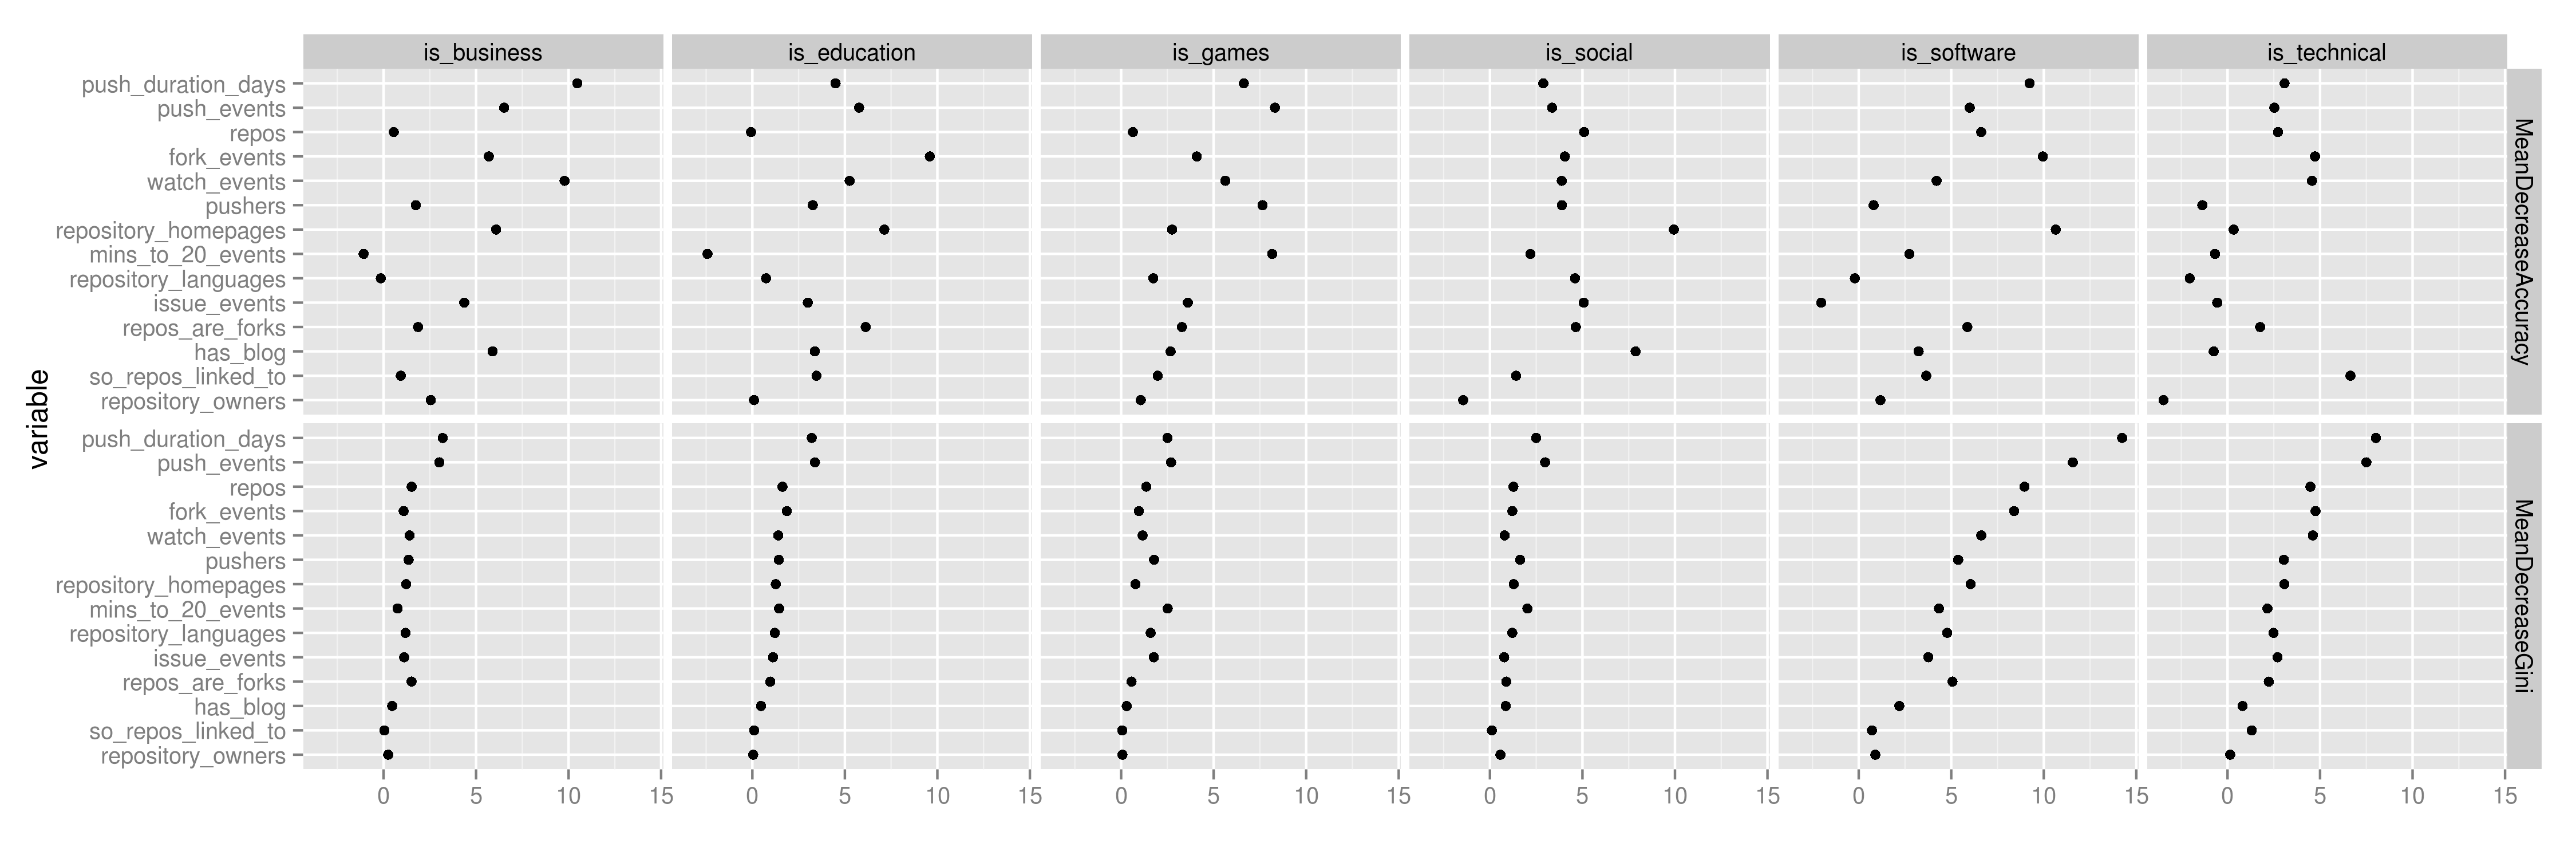 is_business is_education is_games is_social is_software is_technical
push_duration_days
push_events
repos
fork_events
watch_events
pushers
repository_homepages
mins_to_20_events
repository_languages
issue_events
repos_are_forks
has_blog
so_repos_linked_to
repository_owners
MeanDecreaseAccuracy
variable
push_duration_days
push_events
repos
fork_events
watch_events
pushers
repository_homepages
mins_to_20_events
repository_languages
issue_events
repos_are_forks
has_blog
so_repos_linked_to
repository_owners
MeanDecreaseGini
0 5 10 15 0 5 10 15 0 5 10 15 0 5 10 15 0 5 10 15 0 5 10 15